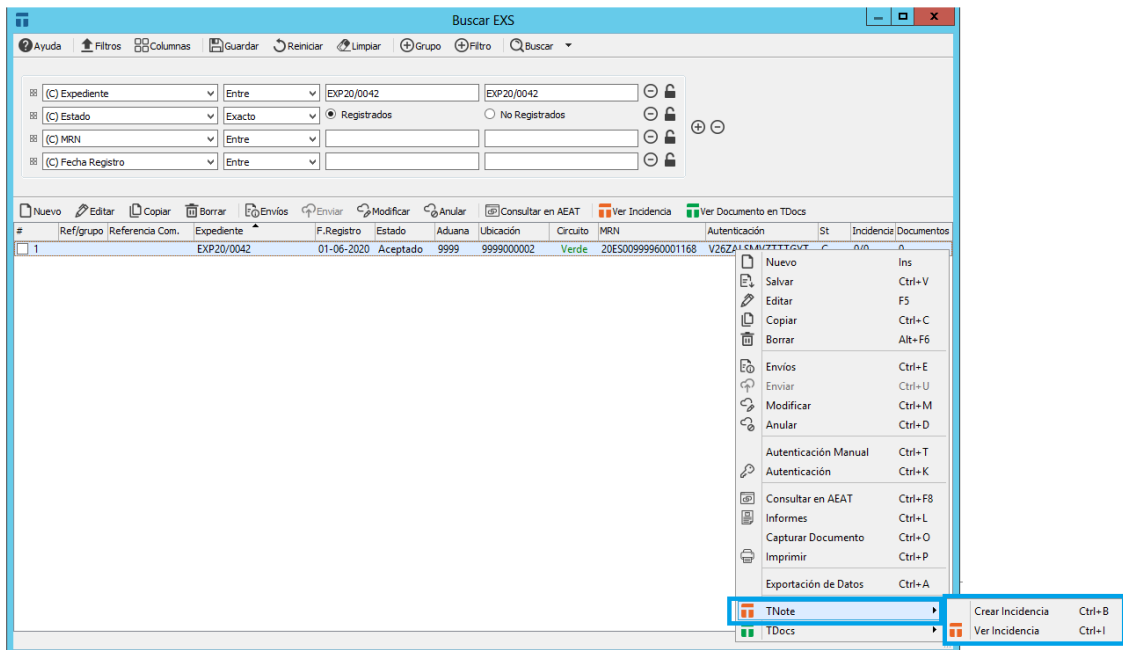 Buscar EXS
Ayuda Filtros Columnas Guardar Reiniciar Limpiar Grupo Filtro Buscar
(C) Expediente Entre EXP20/0042 EXP20/0042
(C) Estado Exacto Registrados No Registrados
(C) MRN Entre
(C) Fecha Registro Entre
Nuevo Editar Copiar Borrar Envíos Enviar Modificar Anular Consultar en AEAT Ver Incidencia Ver Documento en TDocs
# Ref/grupo Referencia Com. Expediente F.Registro Estado Aduana Ubicación Circuito MRN Autenticación St Incidencia Documentos
1 EXP20/0042 01-06-2020 Aceptado 9999 9999000002 Verde 20ES00999960001168
Nuevo Ins
Salvar Ctrl+V
Editar F5
Copiar Ctrl+C
Borrar Alt+F6
Envíos Ctrl+E
Enviar Ctrl+U
Modificar Ctrl+M
Anular Ctrl+D
Autenticación Manual Ctrl+T
Autenticación Ctrl+K
Consultar en AEAT Ctrl+F8
Informes Ctrl+L
Capturar Documento Ctrl+O
Imprimir Ctrl+P
Exportación de Datos Ctrl+A
TNote Crear Incidencia Ctrl+B
TDocs Ver Incidencia Ctrl+I